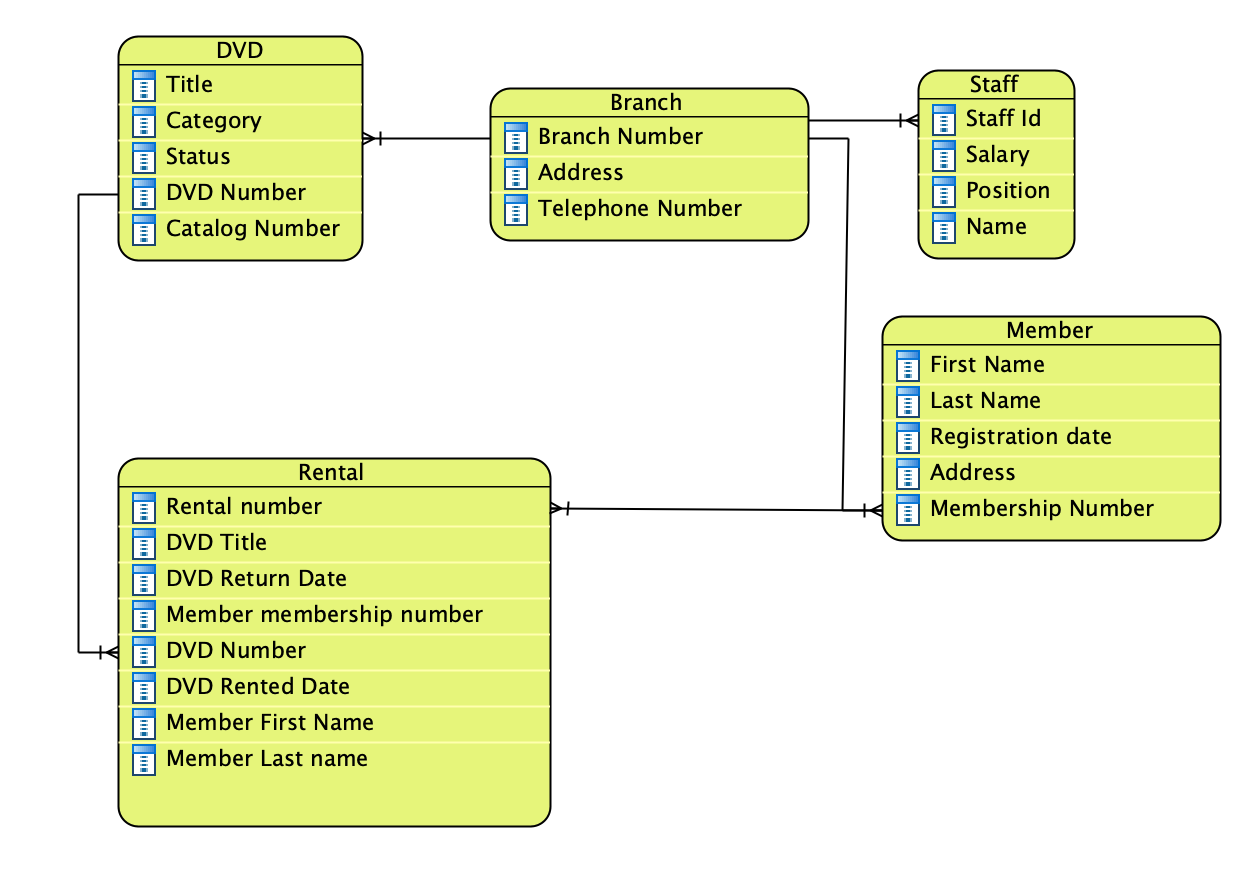 DVD
Title
Category
Status
DVD Number
Catalog Number
Branch
Branch Number
Address
Telephone Number
Staff
Staff Id
Salary
Position
Name
Member
First Name
Last Name
Registration date
Address
Membership Number
Rental
Rental number
DVD Title
DVD Return Date
Member membership number
DVD Number
DVD Rented Date
Member First Name
Member Last name